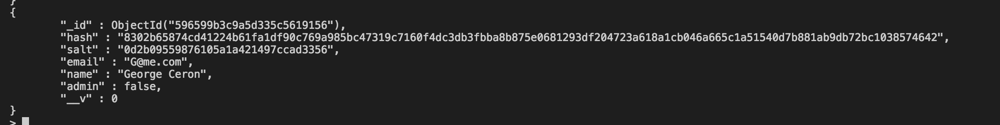 }
{
"_id" : ObjectId("596599b3c9a5d335c5619156"),
"hash" : "8302b65874cd41224b61fa1df90c769a985bc47319c7160f4dc3db3fbba8b875e0681293df204723a618a1cb046a665c1a51540d7b881ab9db72bc1038574642",
"salt" : "0d2b09559876105a1a421497ccad3356",
"email" : "G@me.com",
"name" : "George Ceron",
"admin" : false,
"__v" : 0
}
>